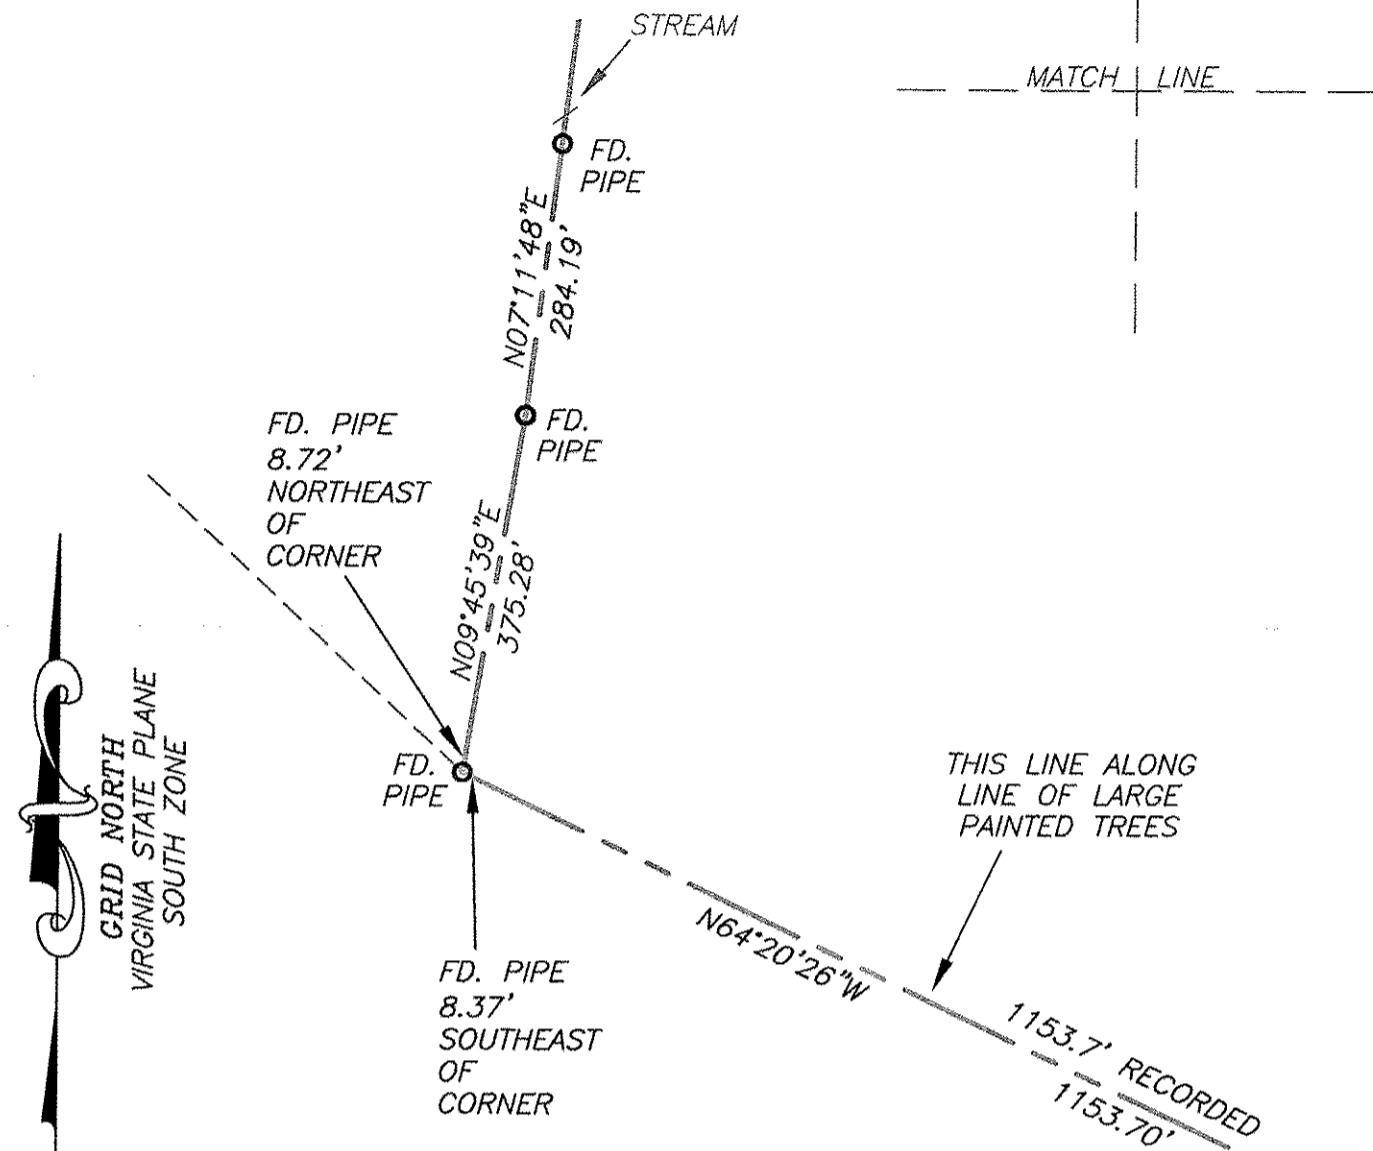 STREAM
MATCH LINE
FD.
PIPE
N07°11'48"E
284.19'
FD.
PIPE
FD. PIPE
8.72'
NORTHEAST
OF
CORNER
N09°45'39"E
375.28'
FD.
PIPE
GRID NORTH
VIRGINIA STATE PLANE
SOUTH ZONE
THIS LINE ALONG
LINE OF LARGE
PAINTED TREES
N64°20'26"W
FD. PIPE
8.37'
SOUTHEAST
OF
CORNER
1153.7' RECORDED
1153.70'